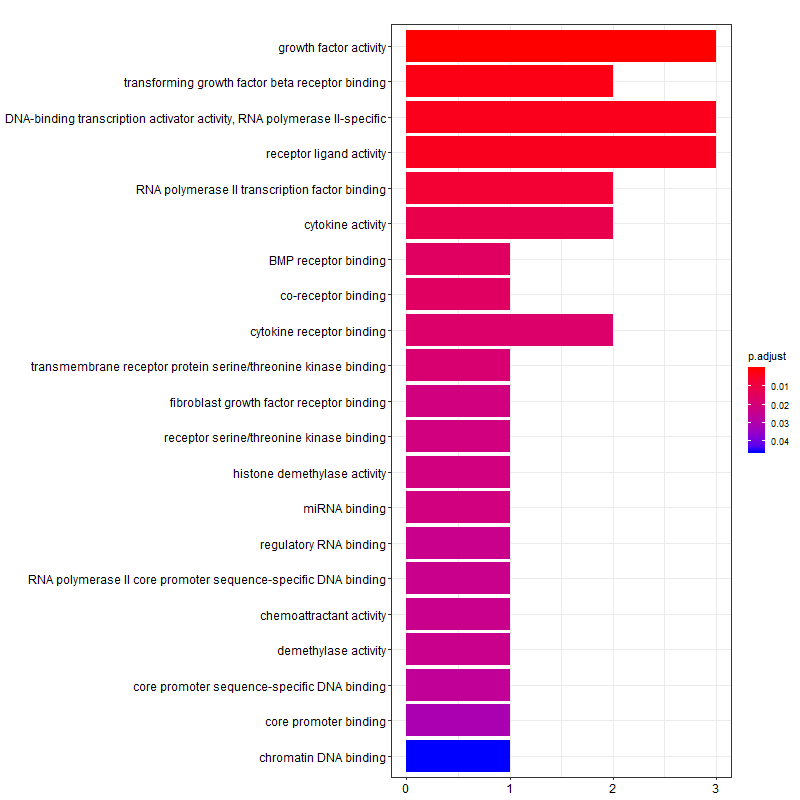 growth factor activity
transforming growth factor beta receptor binding
DNA-binding transcription activator activity, RNA polymerase II-specific
receptor ligand activity
RNA polymerase II transcription factor binding
cytokine activity
BMP receptor binding
co-receptor binding
cytokine receptor binding
transmembrane receptor protein serine/threonine kinase binding
fibroblast growth factor receptor binding
receptor serine/threonine kinase binding
histone demethylase activity
miRNA binding
regulatory RNA binding
RNA polymerase II core promoter sequence-specific DNA binding
chemoattractant activity
demethylase activity
core promoter sequence-specific DNA binding
core promoter binding
chromatin DNA binding
0 1 2 3
p.adjust
0.01
0.02
0.03
0.04